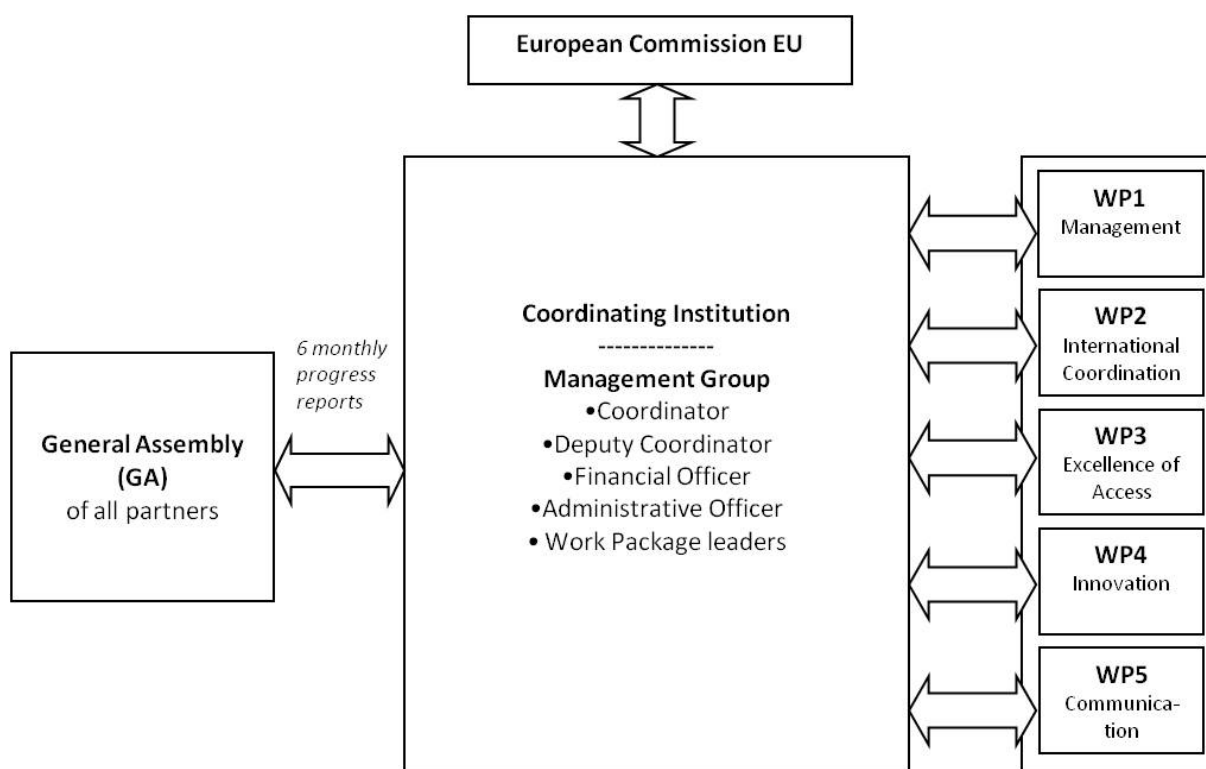 European Commission EU
6 monthly
progress
reports
General Assembly
(GA)
of all partners
Coordinating Institution
--------------
Management Group
•Coordinator
•Deputy Coordinator
•Financial Officer
•Administrative Officer
• Work Package leaders
WP1
Management
WP2
International
Coordination
WP3
Excellence of
Access
WP4
Innovation
WP5
Communica-
tion